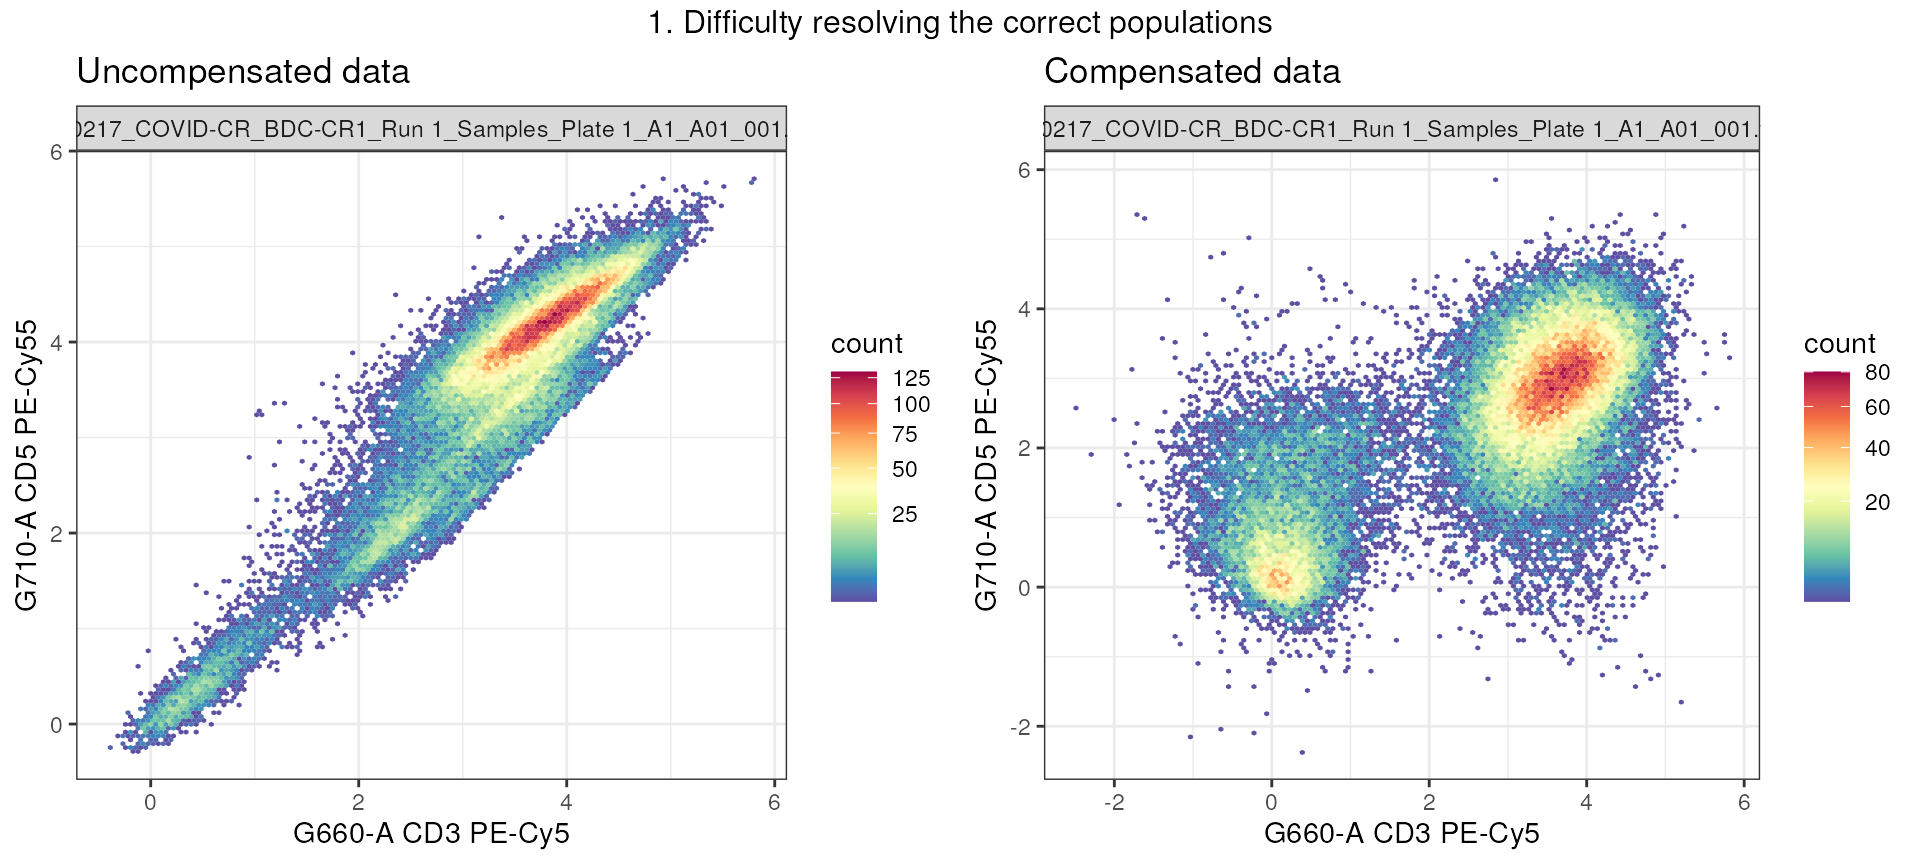 1. Difficulty resolving the correct populations
Uncompensated data
0217_COVID-CR_BDC-CR1_Run 1_Samples_Plate 1_A1_A01_001.
6
4
2
0
G710-A CD5 PE-Cy55
0 2 4 6
G660-A CD3 PE-Cy5
count
125
100
75
50
25
Compensated data
0217_COVID-CR_BDC-CR1_Run 1_Samples_Plate 1_A1_A01_001.
6
4
2
0
-2
G710-A CD5 PE-Cy55
-2 0 2 4 6
G660-A CD3 PE-Cy5
count
80
60
40
20